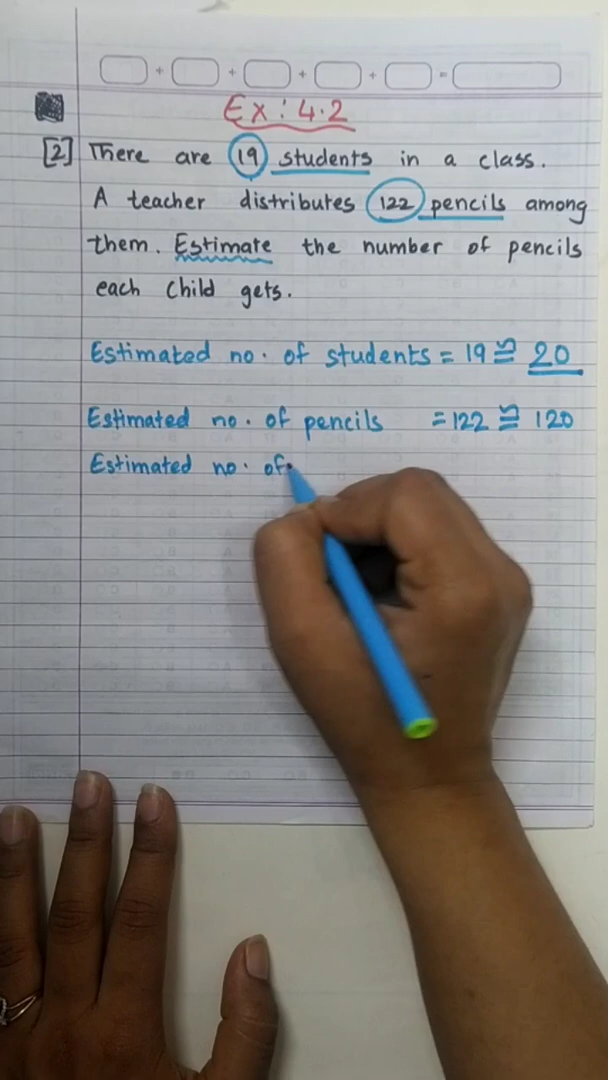 Ex: 4.2
[2] There are 19 students in a class.
A teacher distributes 122 pencils among
them. Estimate the number of pencils
each child gets.
Estimated no. of students = 19 ≅ 20
Estimated no. of pencils = 122 ≅ 120
Estimated no. of